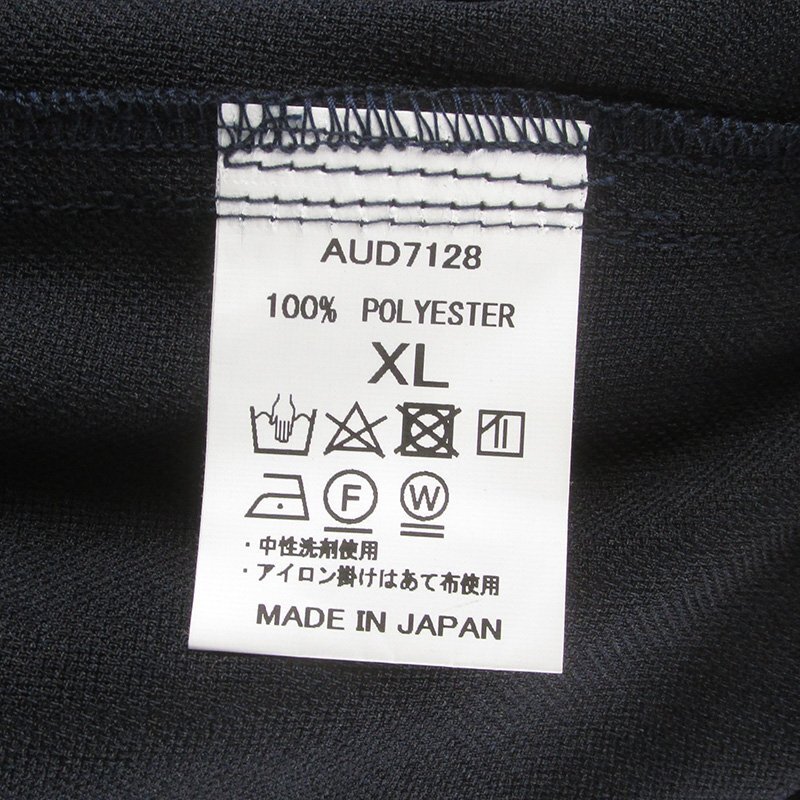 AUD7128
100% POLYESTER
XL
F W
・中性洗剤使用
・アイロン掛けはあて布使用
MADE IN JAPAN